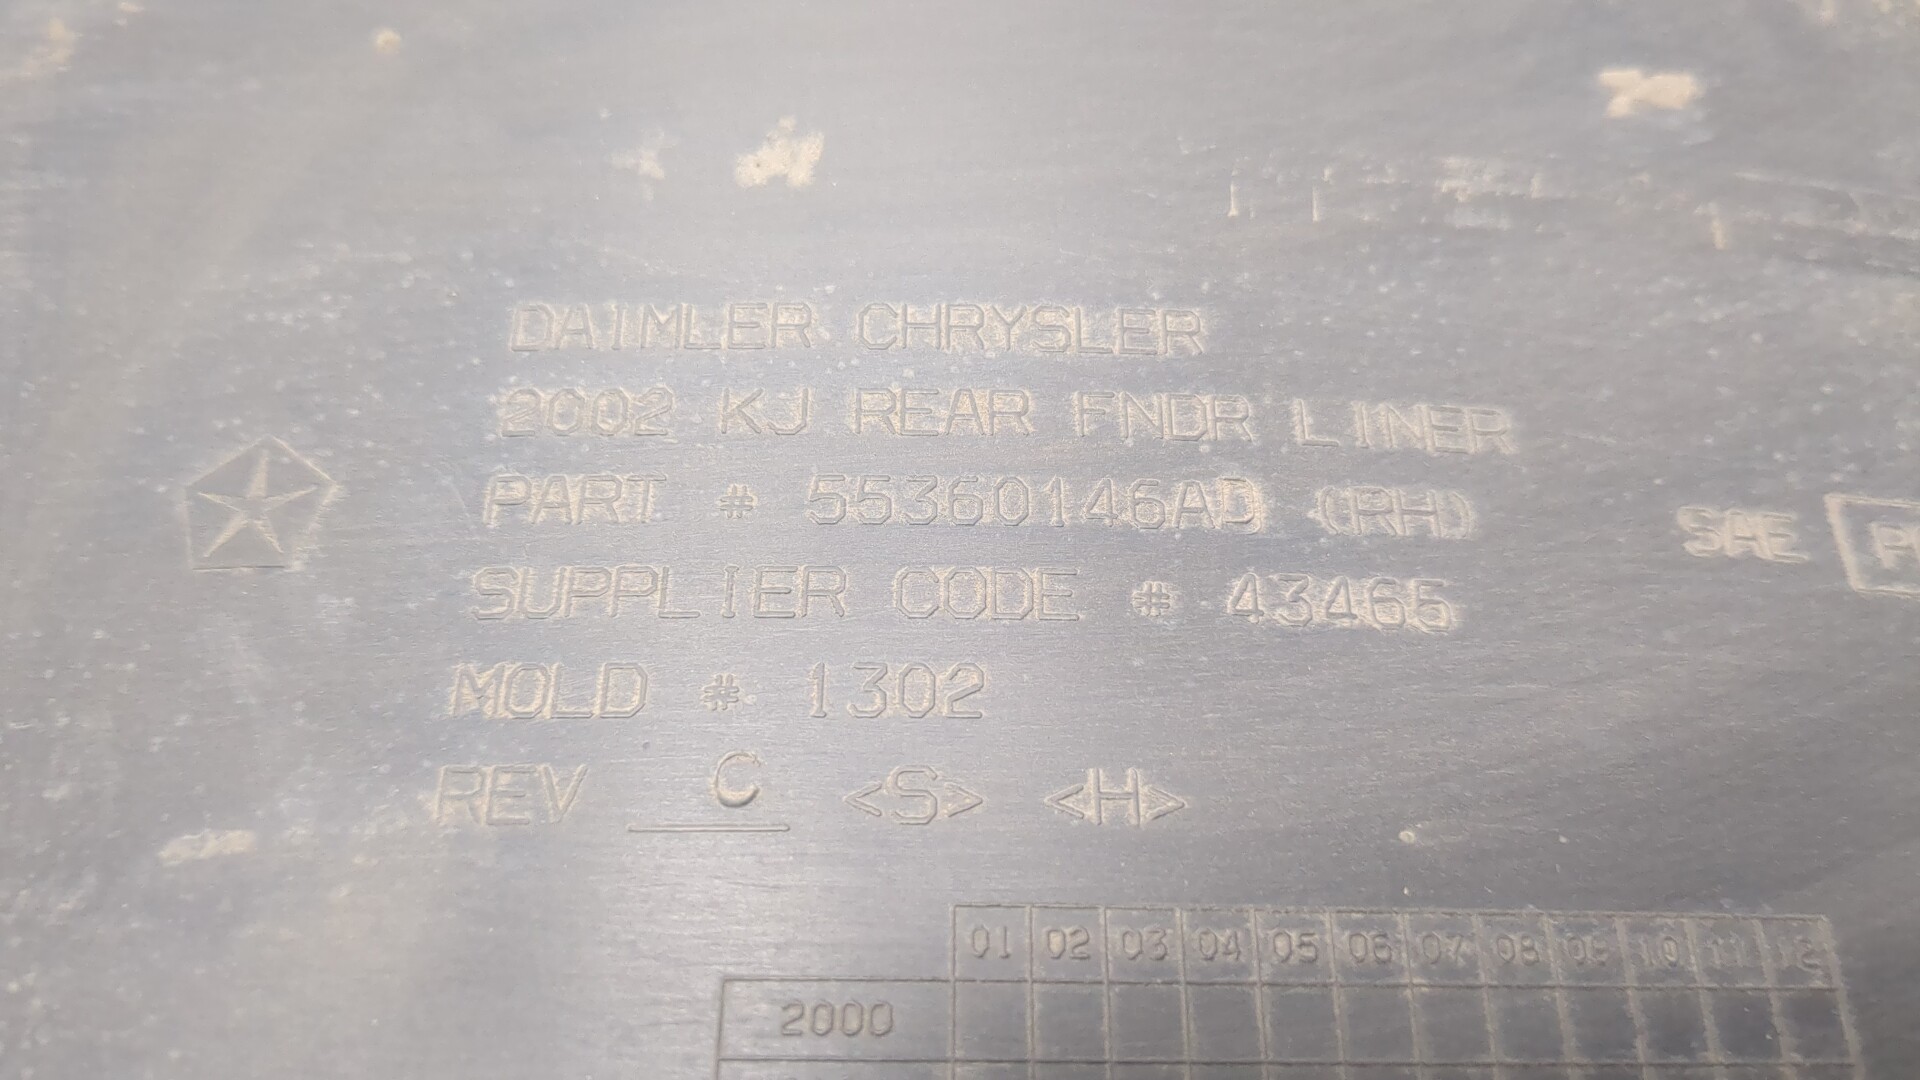 DAIMLER CHRYSLER
2002 KJ REAR FNDR LINER
PART # 55360146AD (RH)
SUPPLIER CODE # 43465
MOLD # 1302
REV C <S> <H>
SAE
01 02 03 04 05 06 07 08 09 10 11 12
2000